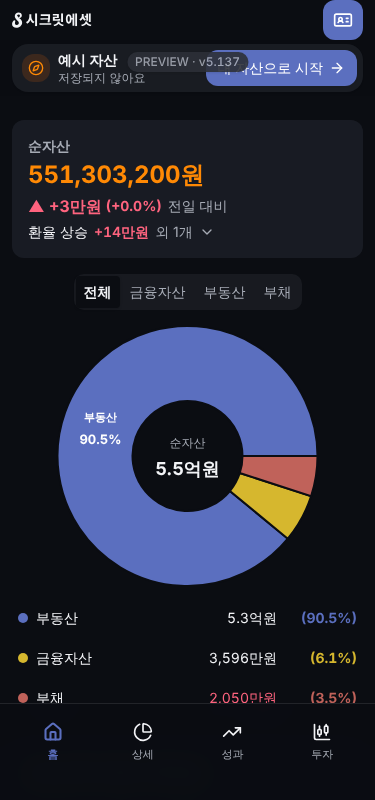 시크릿에셋
예시 자산
PREVIEW · v5.137
자산으로 시작
저장되지 않아요
순자산
551,303,200원
▲ +3만원 (+0.0%) 전일 대비
환율 상승 +14만원 외 1개
전체 금융자산 부동산 부채
부동산
90.5%
순자산
5.5억원
부동산 5.3억원 (90.5%)
금융자산 3,596만원 (6.1%)
부채 2,050만원 (3.5%)
홈 상세 성과 투자